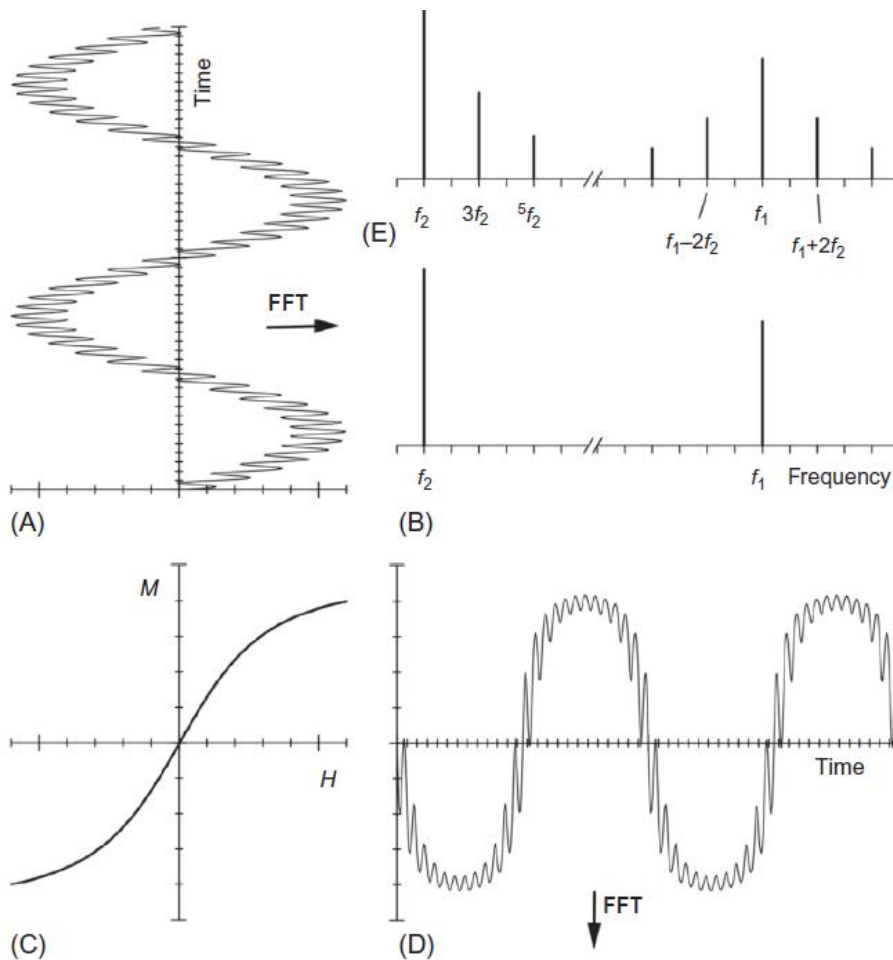 Time
FFT
(A)
f₂ 3f₂ ⁵f₂ f₁–2f₂ f₁ f₁+2f₂
(E)
f₂ f₁ Frequency
(B)
M
H
(C)
Time
FFT
(D)